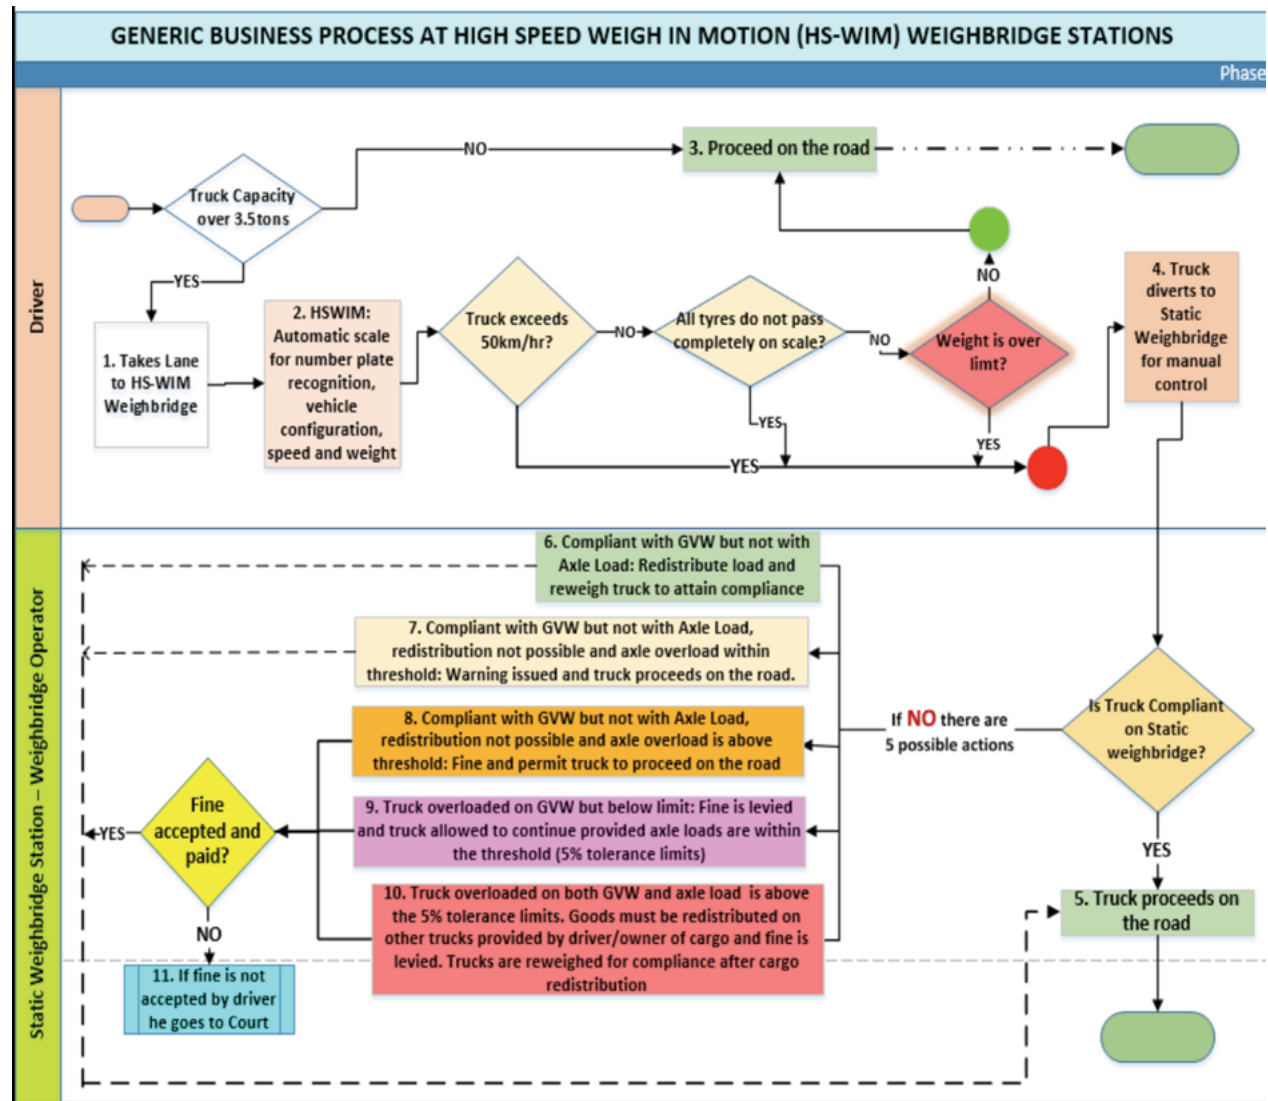 GENERIC BUSINESS PROCESS AT HIGH SPEED WEIGH IN MOTION (HS-WIM) WEIGHBRIDGE STATIONS
Phase
Driver
Truck Capacity
over 3.5tons
NO
3. Proceed on the road
YES
1. Takes Lane
to HS-WIM
Weighbridge
2. HSWIM:
Automatic scale
for number plate
recognition,
vehicle
configuration,
speed and weight
Truck exceeds
50km/hr?
NO
All tyres do not pass
completely on scale?
NO
Weight is over
limt?
NO
YES
YES
YES
4. Truck
diverts to
Static
Weighbridge
for manual
control
Static Weighbridge Station – Weighbridge Operator
6. Compliant with GVW but not with
Axle Load: Redistribute load and
reweigh truck to attain compliance
7. Compliant with GVW but not with Axle Load,
redistribution not possible and axle overload within
threshold: Warning issued and truck proceeds on the road.
8. Compliant with GVW but not with Axle Load,
redistribution not possible and axle overload is above
threshold: Fine and permit truck to proceed on the road
9. Truck overloaded on GVW but below limit: Fine is levied
and truck allowed to continue provided axle loads are within
the threshold (5% tolerance limits)
10. Truck overloaded on both GVW and axle load is above
the 5% tolerance limits. Goods must be redistributed on
other trucks provided by driver/owner of cargo and fine is
levied. Trucks are reweighed for compliance after cargo
redistribution
If NO there are
5 possible actions
Is Truck Compliant
on Static
weighbridge?
YES
5. Truck proceeds on
the road
Fine
accepted and
paid?
YES
NO
11. If fine is not
accepted by driver
he goes to Court